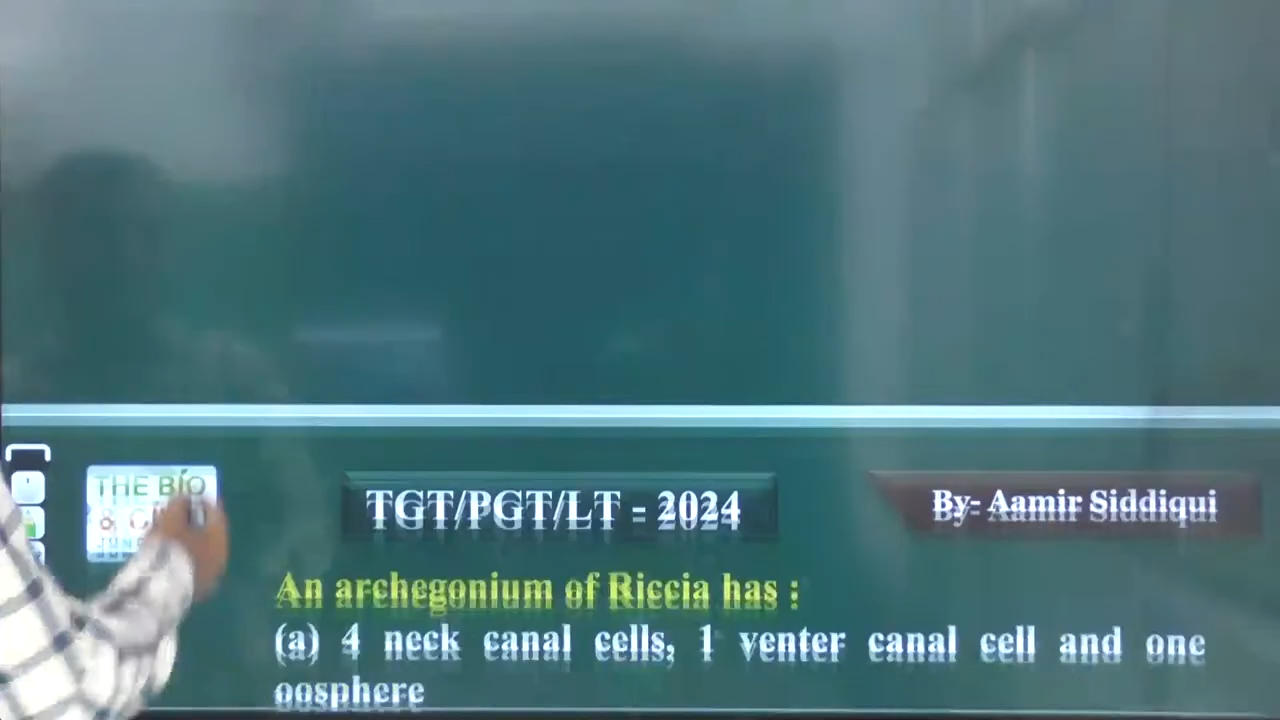 THE BIO
TGT/PGT/LT - 2024
By- Aamir Siddiqui
An archegonium of Riccia has :
(a) 4 neck canal cells, 1 venter canal cell and one
oosphere